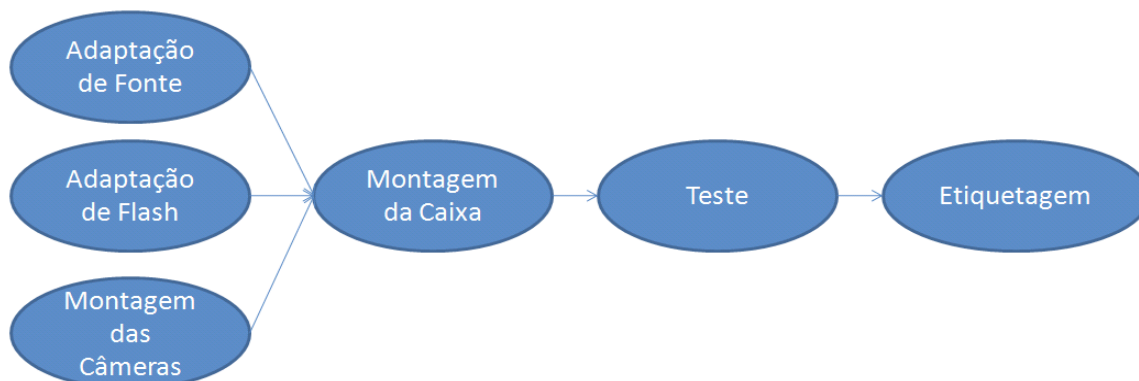 Adaptação
de Fonte
Adaptação
de Flash
Montagem
das
Câmeras
Montagem
da Caixa
Teste
Etiquetagem